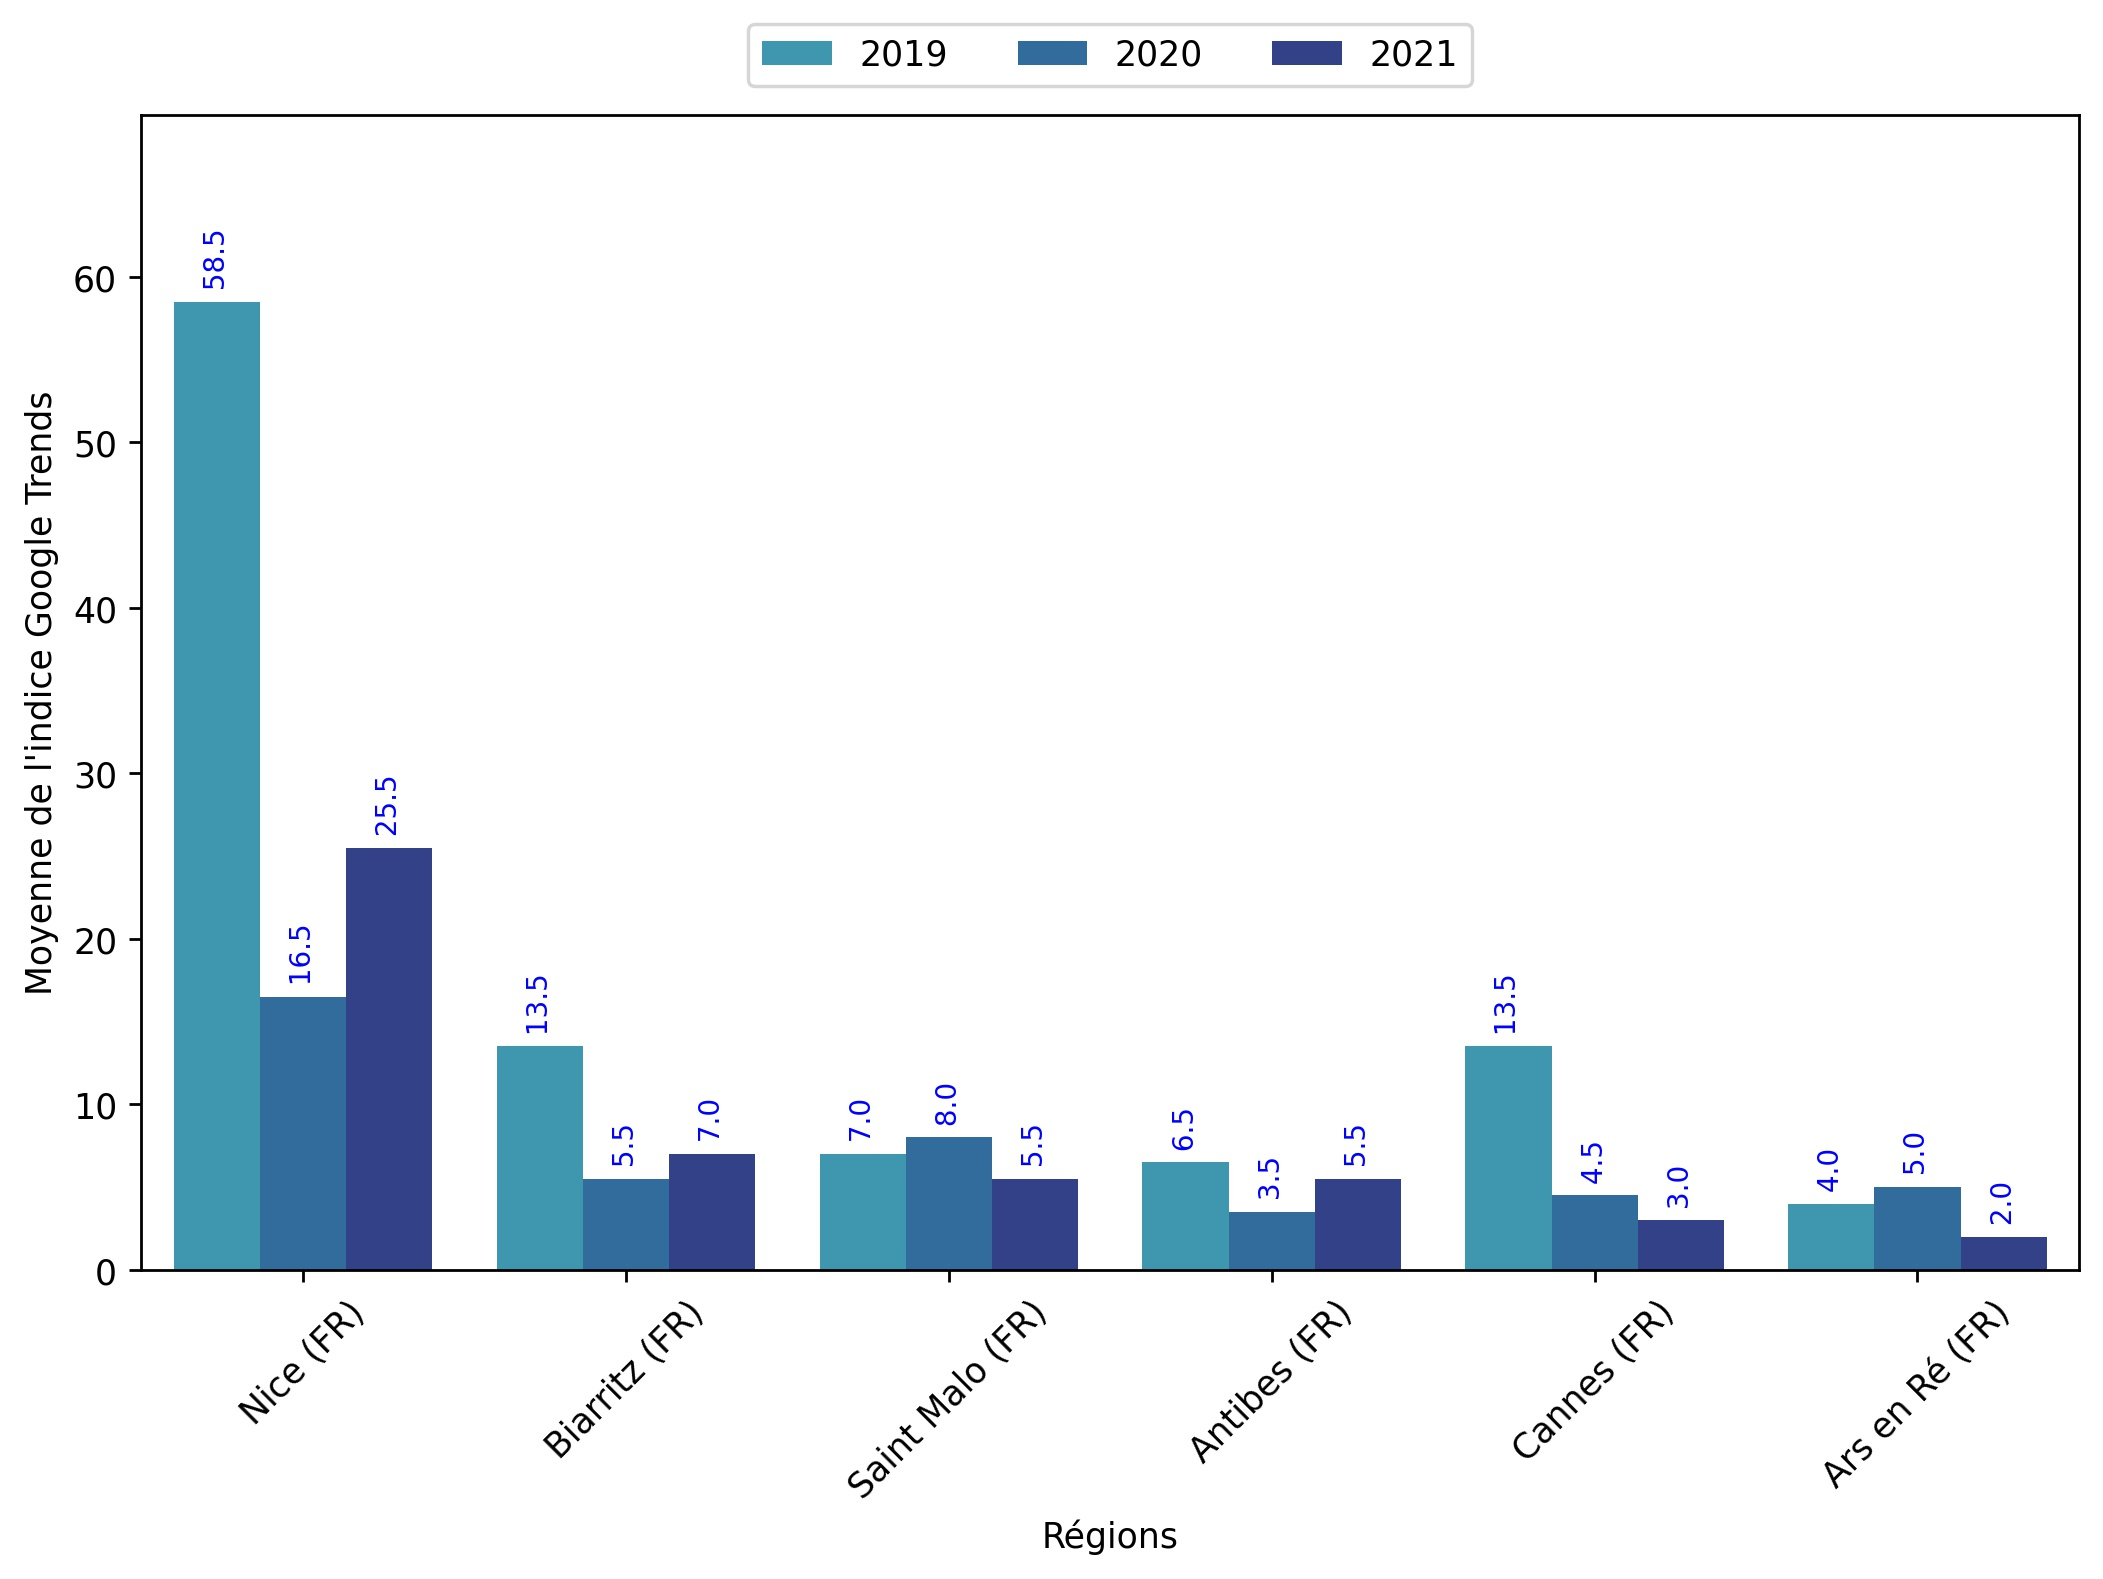 2019 2020 2021
Moyenne de l'indice Google Trends
60
50
40
30
20
10
0
58.5 16.5 25.5
13.5 5.5 7.0
7.0 8.0 5.5
6.5 3.5 5.5
13.5 4.5 3.0
4.0 5.0 2.0
Nice (FR)
Biarritz (FR)
Saint Malo (FR)
Antibes (FR)
Cannes (FR)
Ars en Ré (FR)
Régions